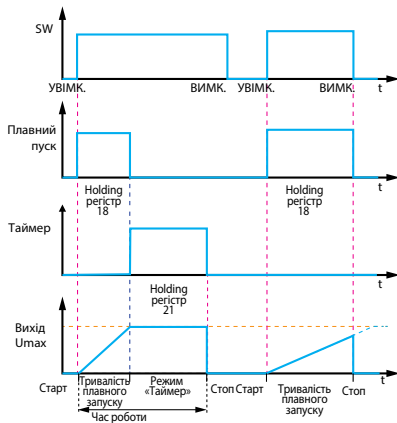 SW
УВІМК.
ВИМК.
УВІМК.
ВИМК.
t
Плавний
пуск
t
Holding
регістр
18
Holding
регістр
18
Таймер
t
Holding
регістр
21
Вихід
Umax
t
Старт
Тривалість
плавного
запуску
Режим
«Таймер»
Стоп
Старт
Тривалість
плавного
запуску
Стоп
Час роботи